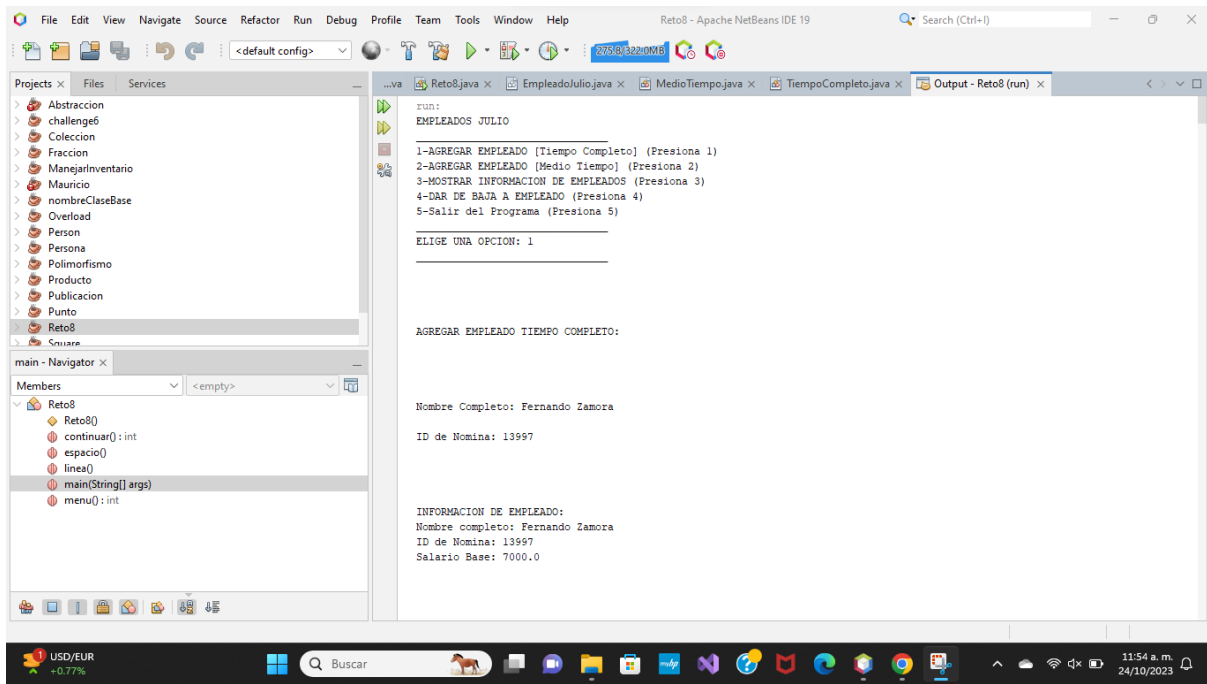 File Edit View Navigate Source Refactor Run Debug Profile Team Tools Window Help Reto8 - Apache NetBeans IDE 19 Search (Ctrl+I)
<default config> 275.8/322.0MB
Projects Files Services
...va Reto8.java EmpleadoJulio.java MedioTiempo.java TiempoCompleto.java Output - Reto8 (run)
Abstraccion
challenge6
Coleccion
Fraccion
ManejarInventario
Mauricio
nombreClaseBase
Overload
Person
Persona
Polimorfismo
Producto
Publicacion
Punto
Reto8
Square
main - Navigator
Members <empty>
Reto8
Reto8()
continuar() : int
espacio()
linea()
main(String[] args)
menu() : int
run:
EMPLEADOS JULIO
1-AGREGAR EMPLEADO [Tiempo Completo] (Presiona 1)
2-AGREGAR EMPLEADO [Medio Tiempo] (Presiona 2)
3-MOSTRAR INFORMACION DE EMPLEADOS (Presiona 3)
4-DAR DE BAJA A EMPLEADO (Presiona 4)
5-Salir del Programa (Presiona 5)
ELIGE UNA OPCION: 1
AGREGAR EMPLEADO TIEMPO COMPLETO:
Nombre Completo: Fernando Zamora
ID de Nomina: 13997
INFORMACION DE EMPLEADO:
Nombre completo: Fernando Zamora
ID de Nomina: 13997
Salario Base: 7000.0
1
USD/EUR
+0.77%
Buscar
11:54 a. m.
24/10/2023